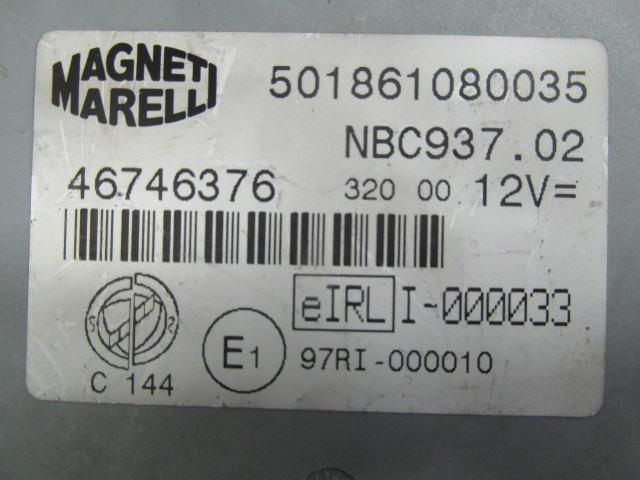 MAGNETI
MARELLI
501861080035
NBC937.02
46746376 320 00 12V=
eIRL I-000033
E1
97RI-000010
C 144